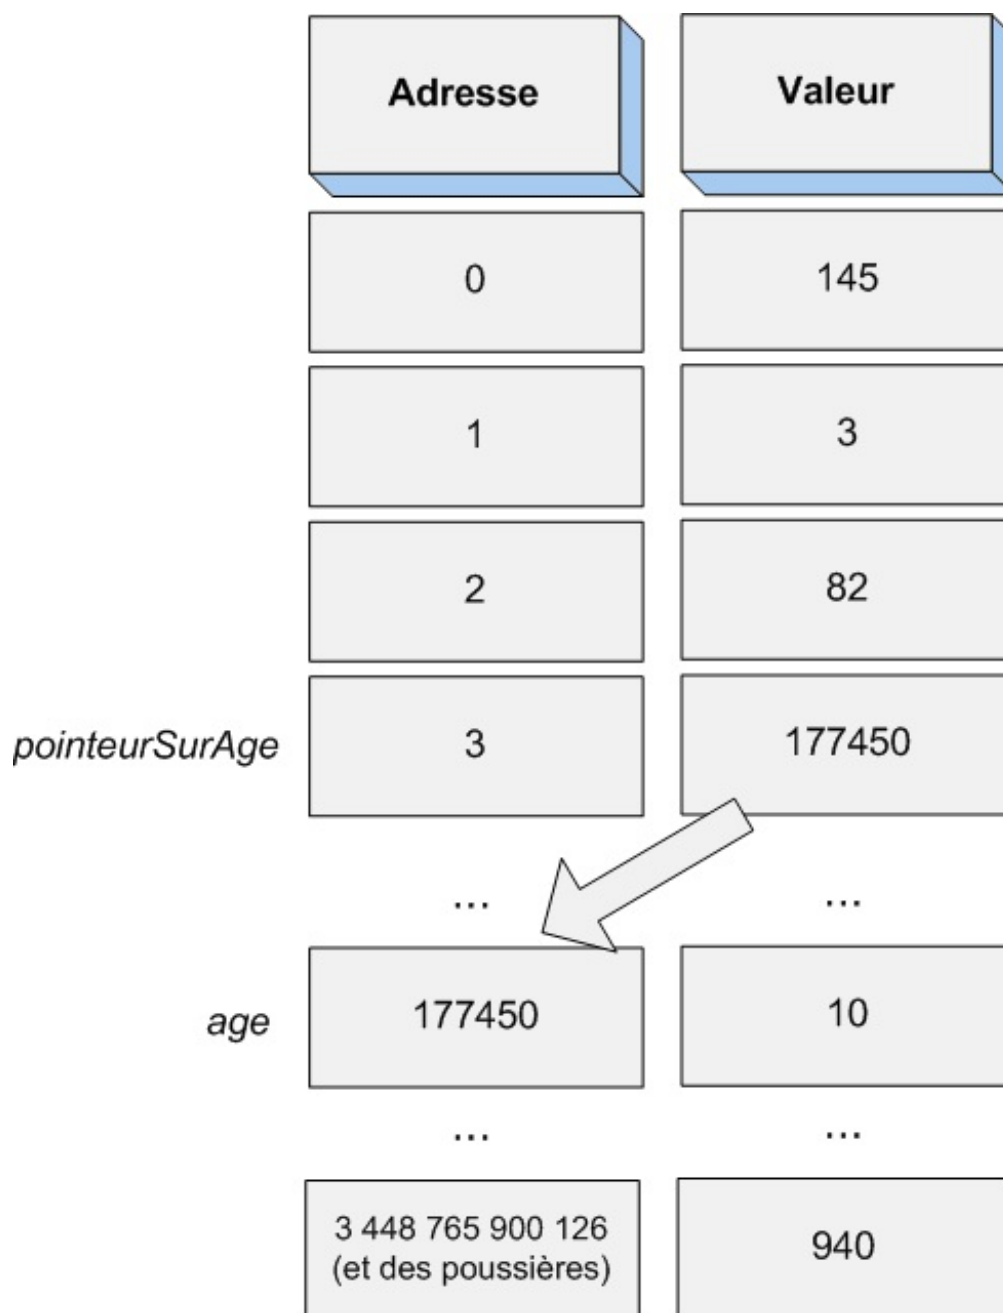 Adresse Valeur
0 145
1 3
2 82
pointeurSurAge 3 177450
... ...
age 177450 10
... ...
3 448 765 900 126
(et des poussières) 940